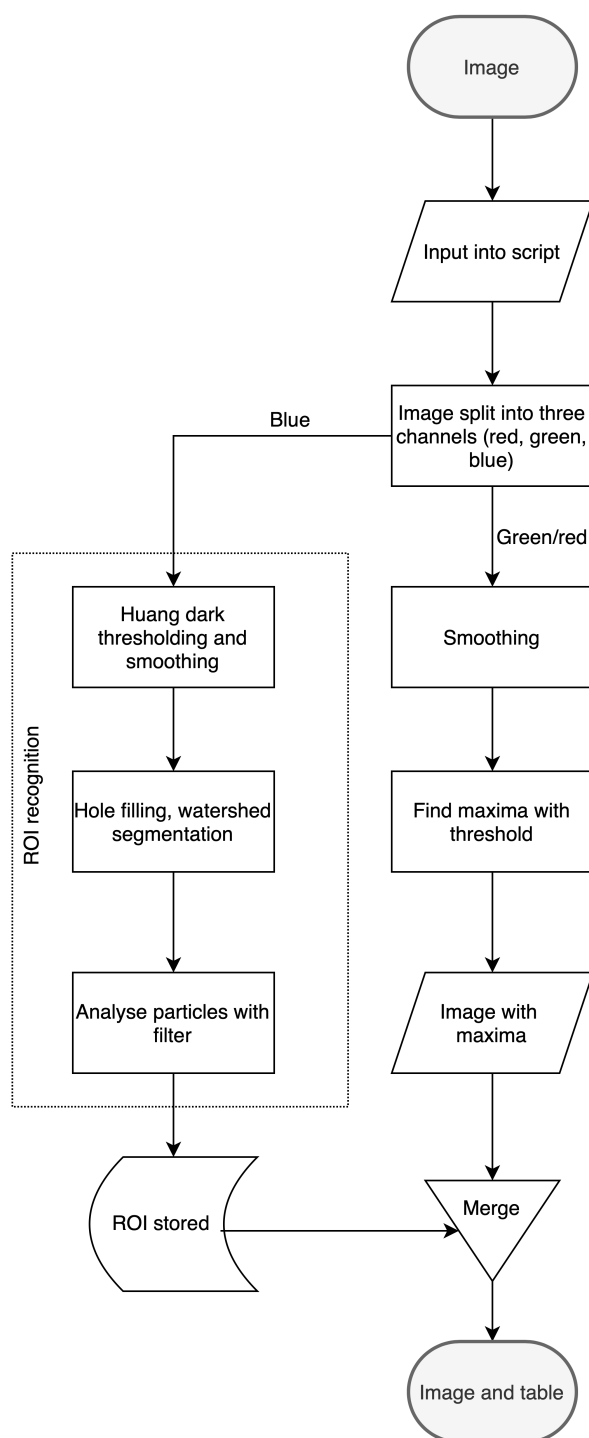 Image
Input into script
Image split into three
channels (red, green,
blue)
Blue
Green/red
ROI recognition
Huang dark
thresholding and
smoothing
Smoothing
Hole filling, watershed
segmentation
Find maxima with
threshold
Analyse particles with
filter
Image with
maxima
ROI stored
Merge
Image and table